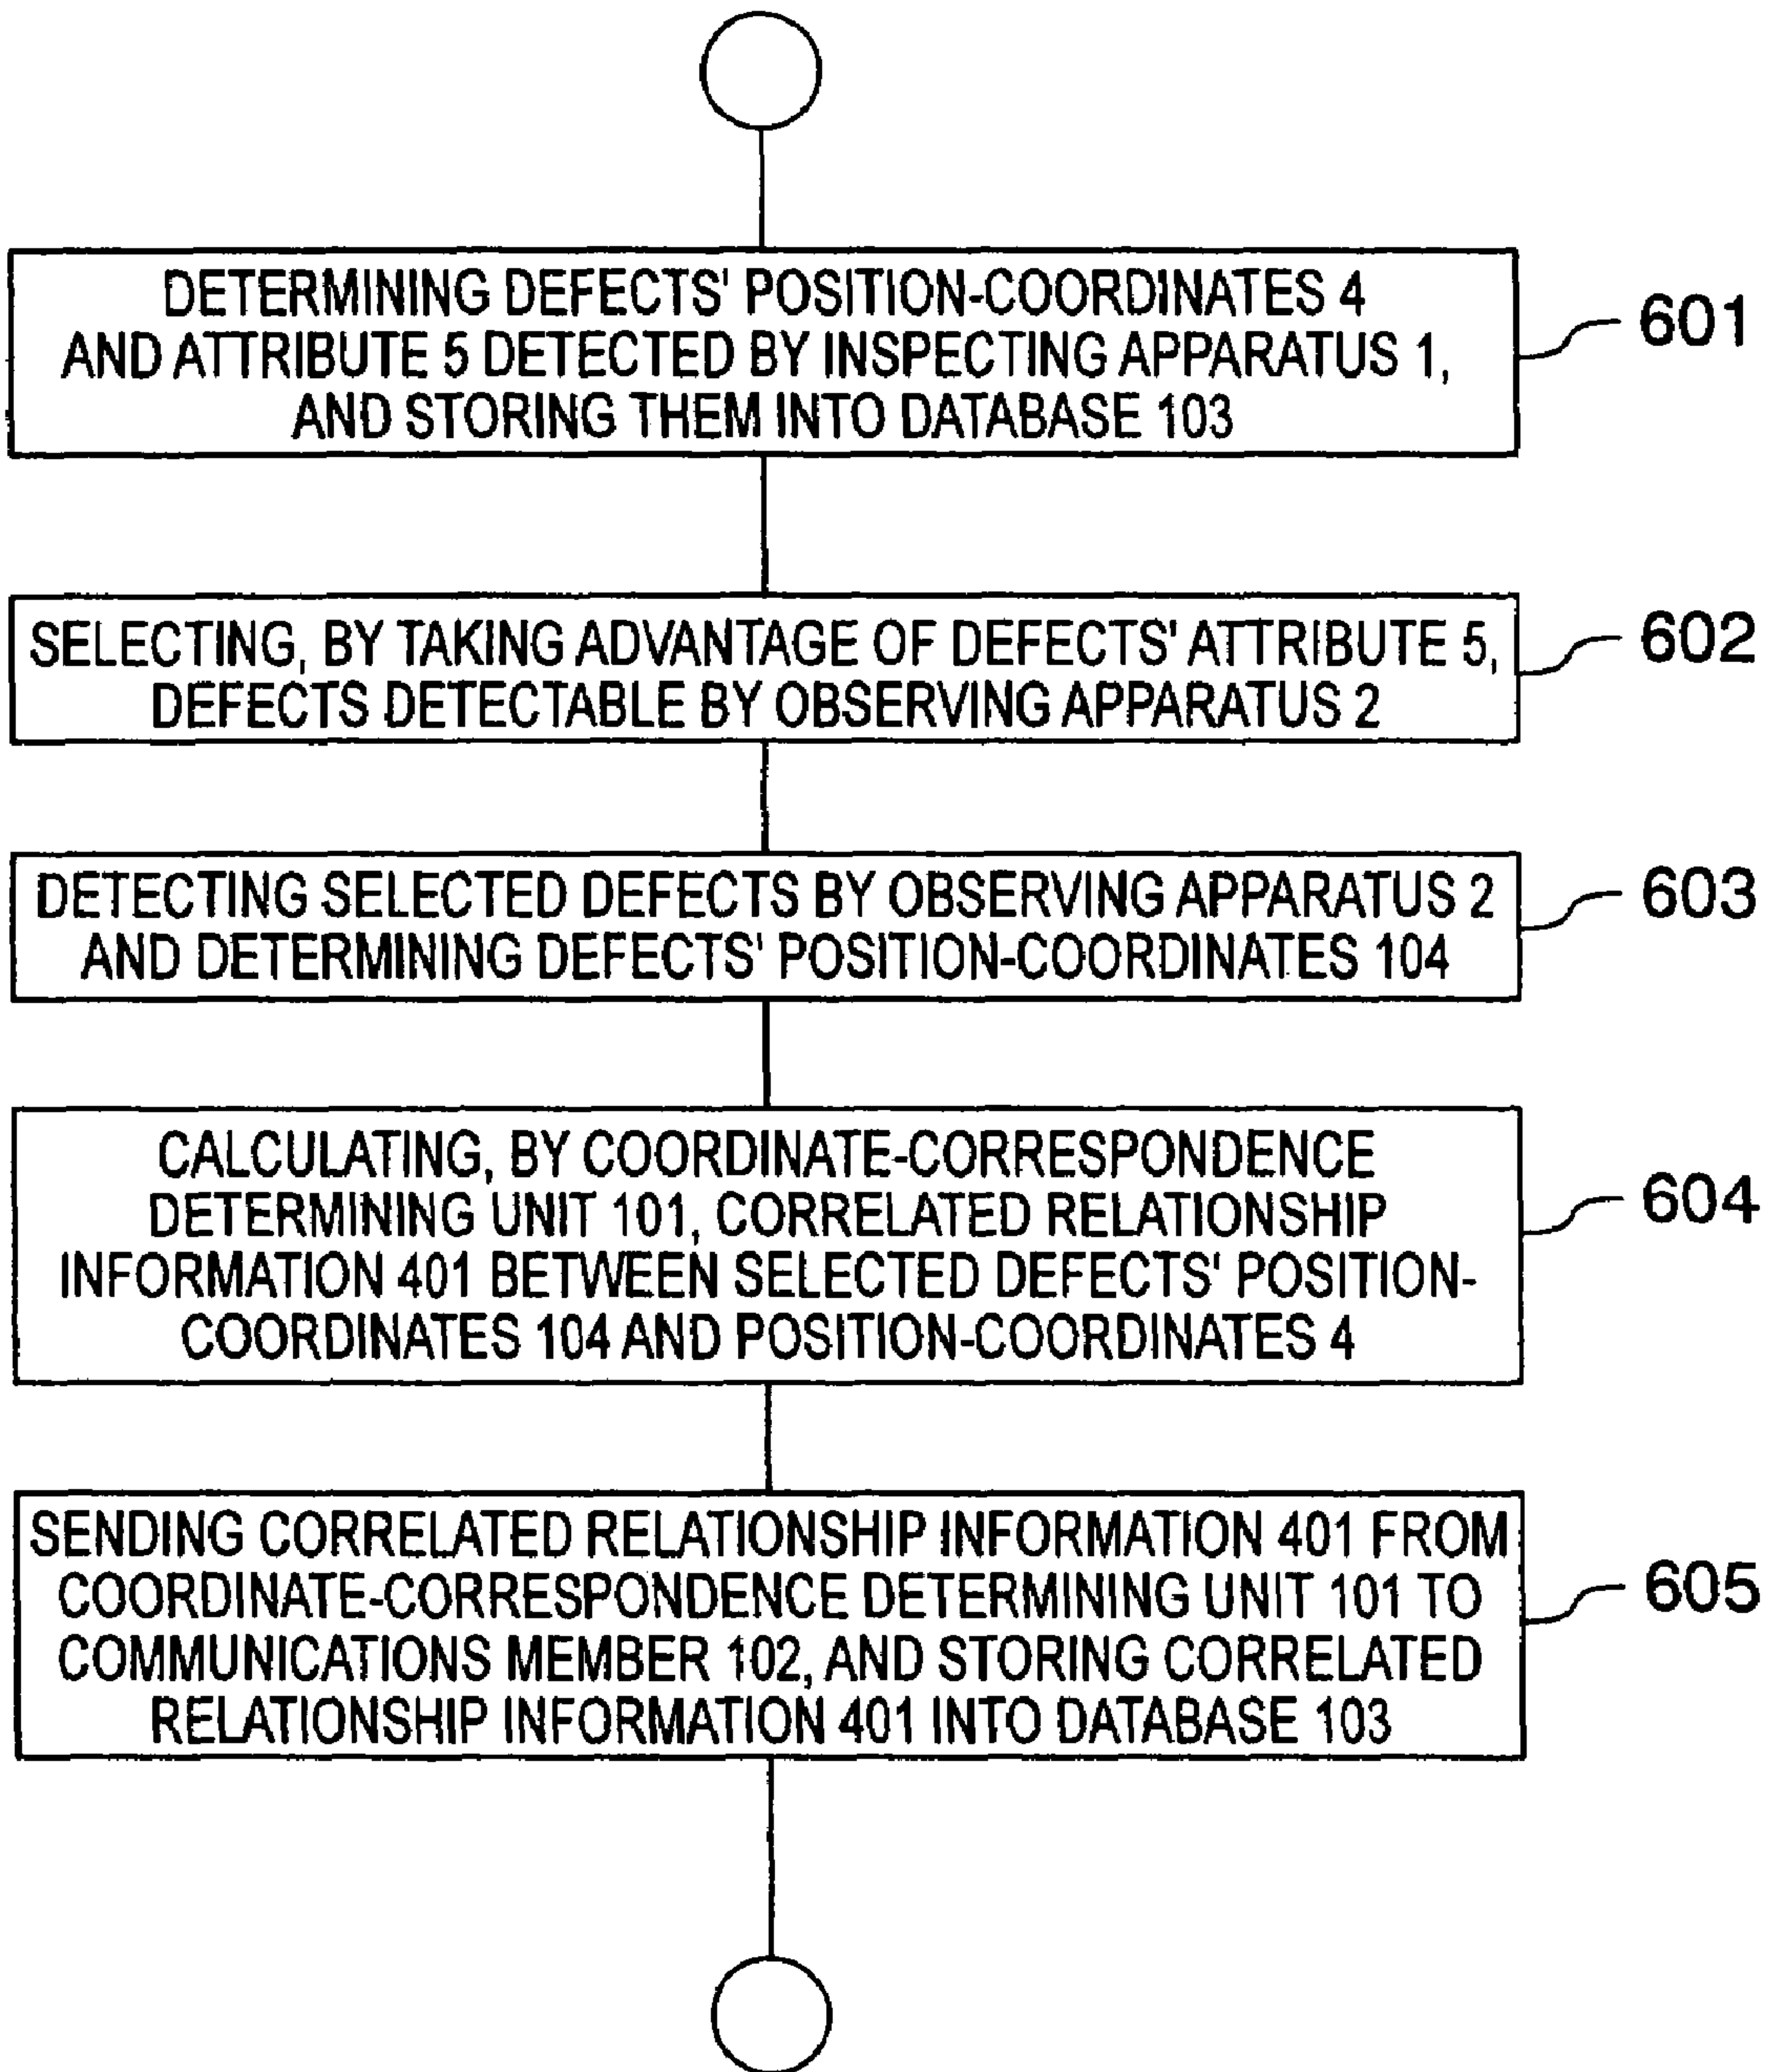 DETERMINING DEFECTS' POSITION-COORDINATES 4
AND ATTRIBUTE 5 DETECTED BY INSPECTING APPARATUS 1,
AND STORING THEM INTO DATABASE 103
601
SELECTING, BY TAKING ADVANTAGE OF DEFECTS' ATTRIBUTE 5,
DEFECTS DETECTABLE BY OBSERVING APPARATUS 2
602
DETECTING SELECTED DEFECTS BY OBSERVING APPARATUS 2
AND DETERMINING DEFECTS' POSITION-COORDINATES 104
603
CALCULATING, BY COORDINATE-CORRESPONDENCE
DETERMINING UNIT 101, CORRELATED RELATIONSHIP
INFORMATION 401 BETWEEN SELECTED DEFECTS' POSITION-
COORDINATES 104 AND POSITION-COORDINATES 4
604
SENDING CORRELATED RELATIONSHIP INFORMATION 401 FROM
COORDINATE-CORRESPONDENCE DETERMINING UNIT 101 TO
COMMUNICATIONS MEMBER 102, AND STORING CORRELATED
RELATIONSHIP INFORMATION 401 INTO DATABASE 103
605